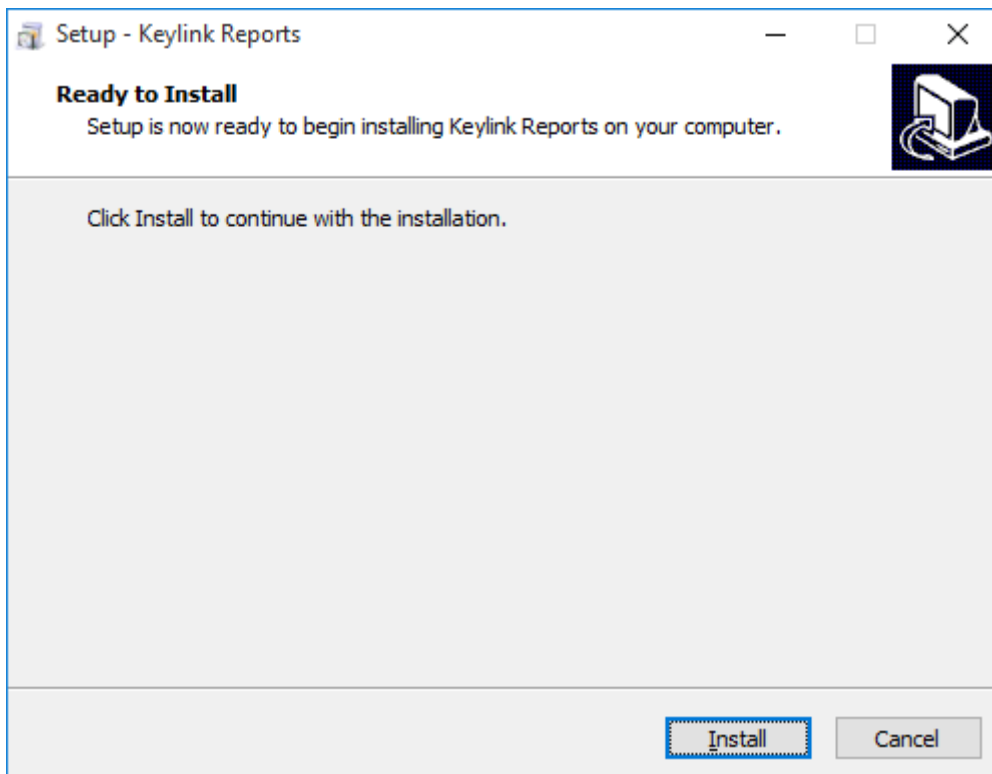 Setup - Keylink Reports
Ready to Install
Setup is now ready to begin installing Keylink Reports on your computer.
Click Install to continue with the installation.
Install
Cancel